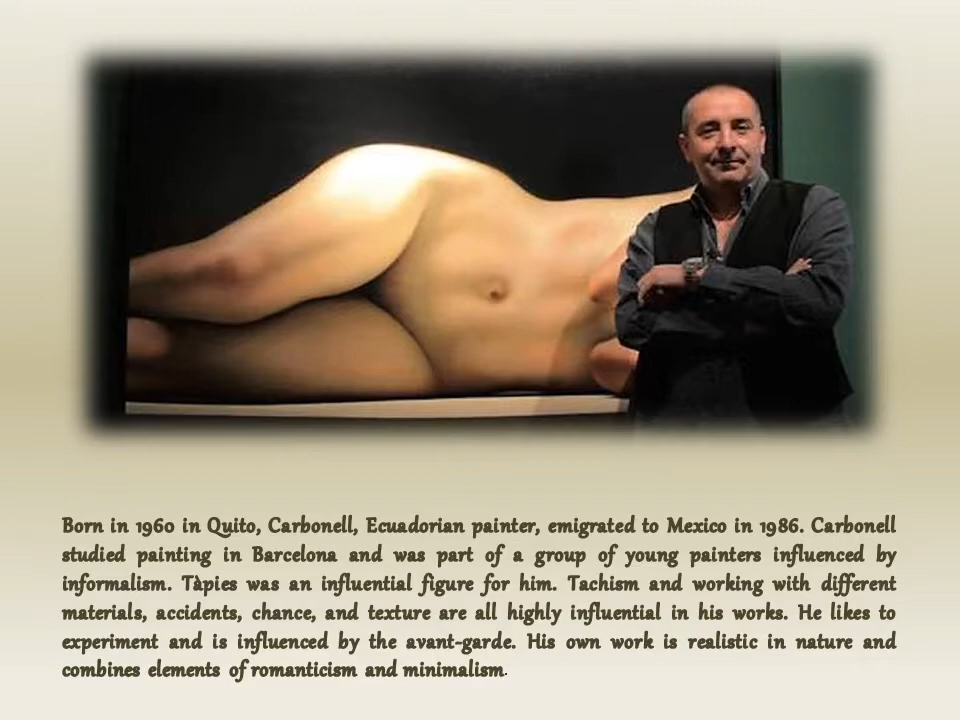 Born in 1960 in Quito, Carbonell, Ecuadorian painter, emigrated to Mexico in 1986. Carbonell
studied painting in Barcelona and was part of a group of young painters influenced by
informalism. Tàpies was an influential figure for him. Tachism and working with different
materials, accidents, chance, and texture are all highly influential in his works. He likes to
experiment and is influenced by the avant-garde. His own work is realistic in nature and
combines elements of romanticism and minimalism.